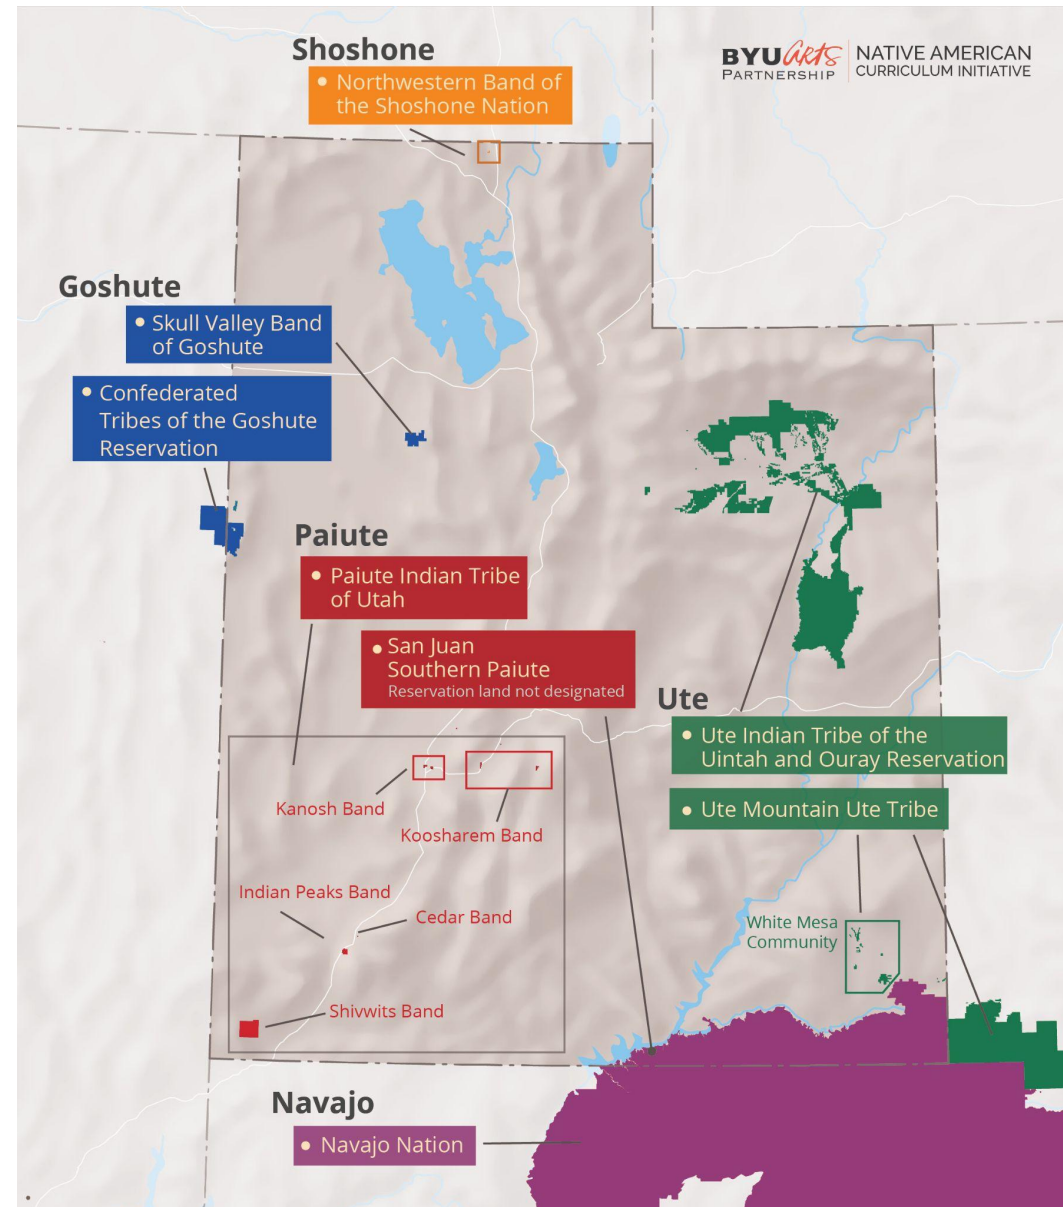 BYU ARTS
PARTNERSHIP
NATIVE AMERICAN
CURRICULUM INITIATIVE
Shoshone
Northwestern Band of
the Shoshone Nation
Goshute
Skull Valley Band
of Goshute
Confederated
Tribes of the Goshute
Reservation
Paiute
Paiute Indian Tribe
of Utah
San Juan
Southern Paiute
Reservation land not designated
Ute
Ute Indian Tribe of the
Uintah and Ouray Reservation
Ute Mountain Ute Tribe
Kanosh Band
Koosharem Band
Indian Peaks Band
Cedar Band
White Mesa
Community
Shivwits Band
Navajo
Navajo Nation